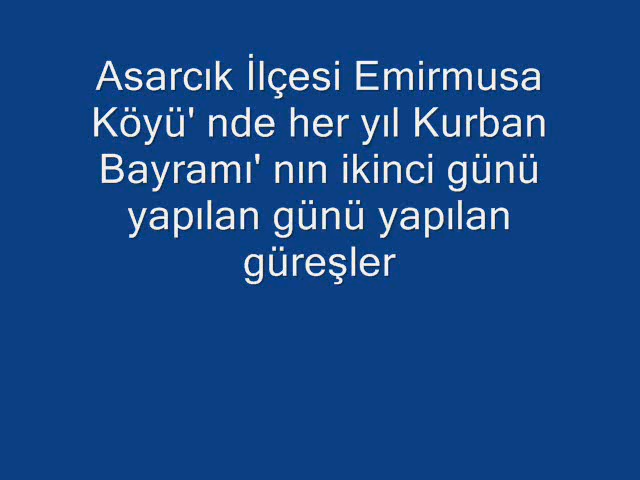 Asarcık İlçesi Emirmusa
Köyü' nde her yıl Kurban
Bayramı' nın ikinci günü
yapılan günü yapılan
güreşler